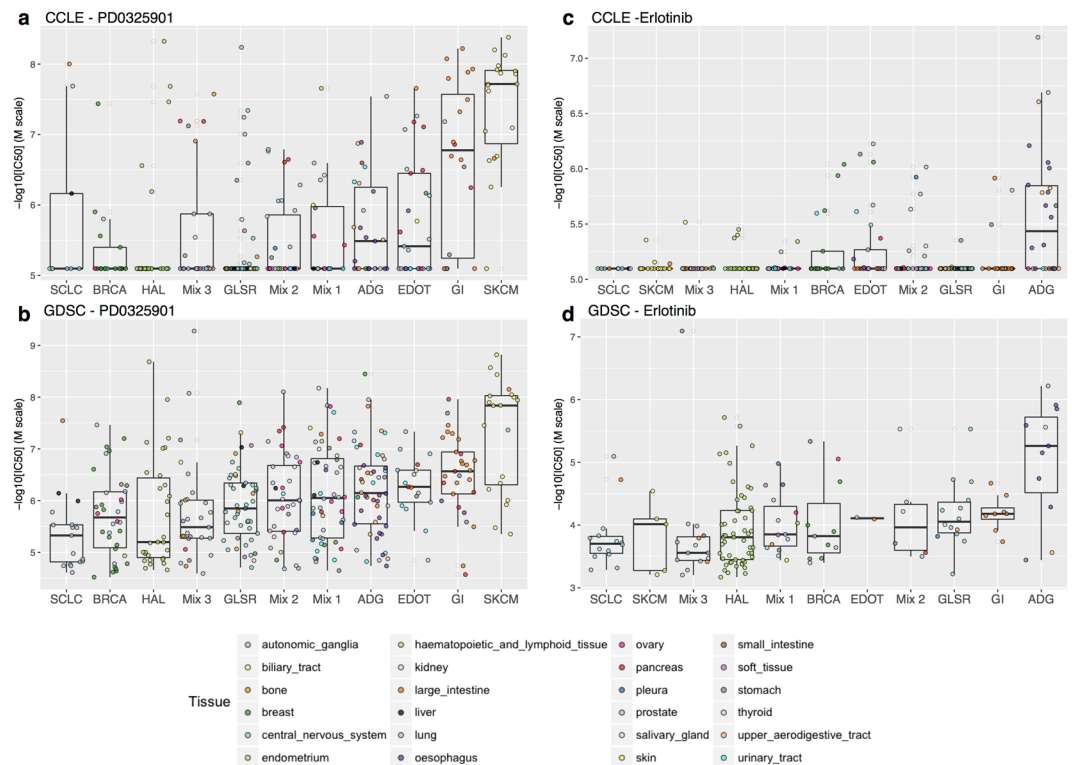 a CCLE - PD0325901
−log10[IC50] (M scale)
8
7
6
5
SCLC BRCA HAL Mix 3 GLSR Mix 2 Mix 1 ADG EDOT GI SKCM
c CCLE -Erlotinib
−log10[IC50] (M scale)
7.0
6.5
6.0
5.5
5.0
SCLC SKCM Mix 3 HAL Mix 1 BRCA EDOT Mix 2 GLSR GI ADG
b GDSC - PD0325901
−log10[IC50] (M scale)
9
8
7
6
5
SCLC BRCA HAL Mix 3 GLSR Mix 2 Mix 1 ADG EDOT GI SKCM
d GDSC - Erlotinib
−log10[IC50] (M scale)
7
6
5
4
3
SCLC SKCM Mix 3 HAL Mix 1 BRCA EDOT Mix 2 GLSR GI ADG
Tissue
autonomic_ganglia
biliary_tract
bone
breast
central_nervous_system
endometrium
haematopoietic_and_lymphoid_tissue
kidney
large_intestine
liver
lung
oesophagus
ovary
pancreas
pleura
prostate
salivary_gland
skin
small_intestine
soft_tissue
stomach
thyroid
upper_aerodigestive_tract
urinary_tract